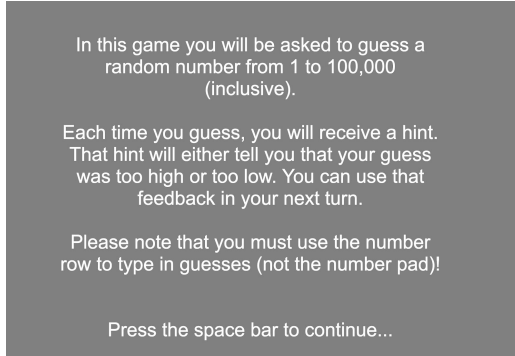 In this game you will be asked to guess a
random number from 1 to 100,000
(inclusive).
Each time you guess, you will receive a hint.
That hint will either tell you that your guess
was too high or too low. You can use that
feedback in your next turn.
Please note that you must use the number
row to type in guesses (not the number pad)!
Press the space bar to continue...